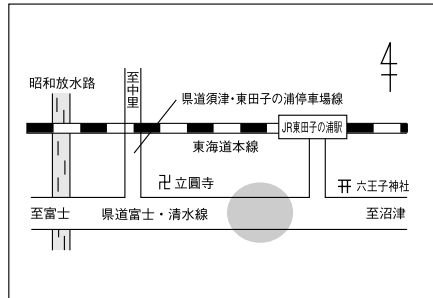 昭和放水路
至中里
県道須津・東田子の浦停車場線
JR東田子の浦駅
東海道本線
卍 立圓寺
六王子神社
至富士
県道富士・清水線
至沼津